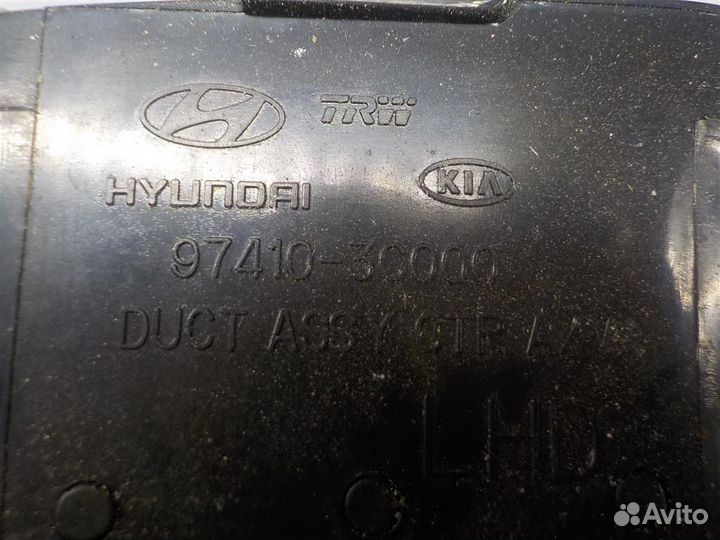 TRW
HYUNDAI
KIA
97410-3C000
DUCT ASSY CTR A/V
LHD
Avito